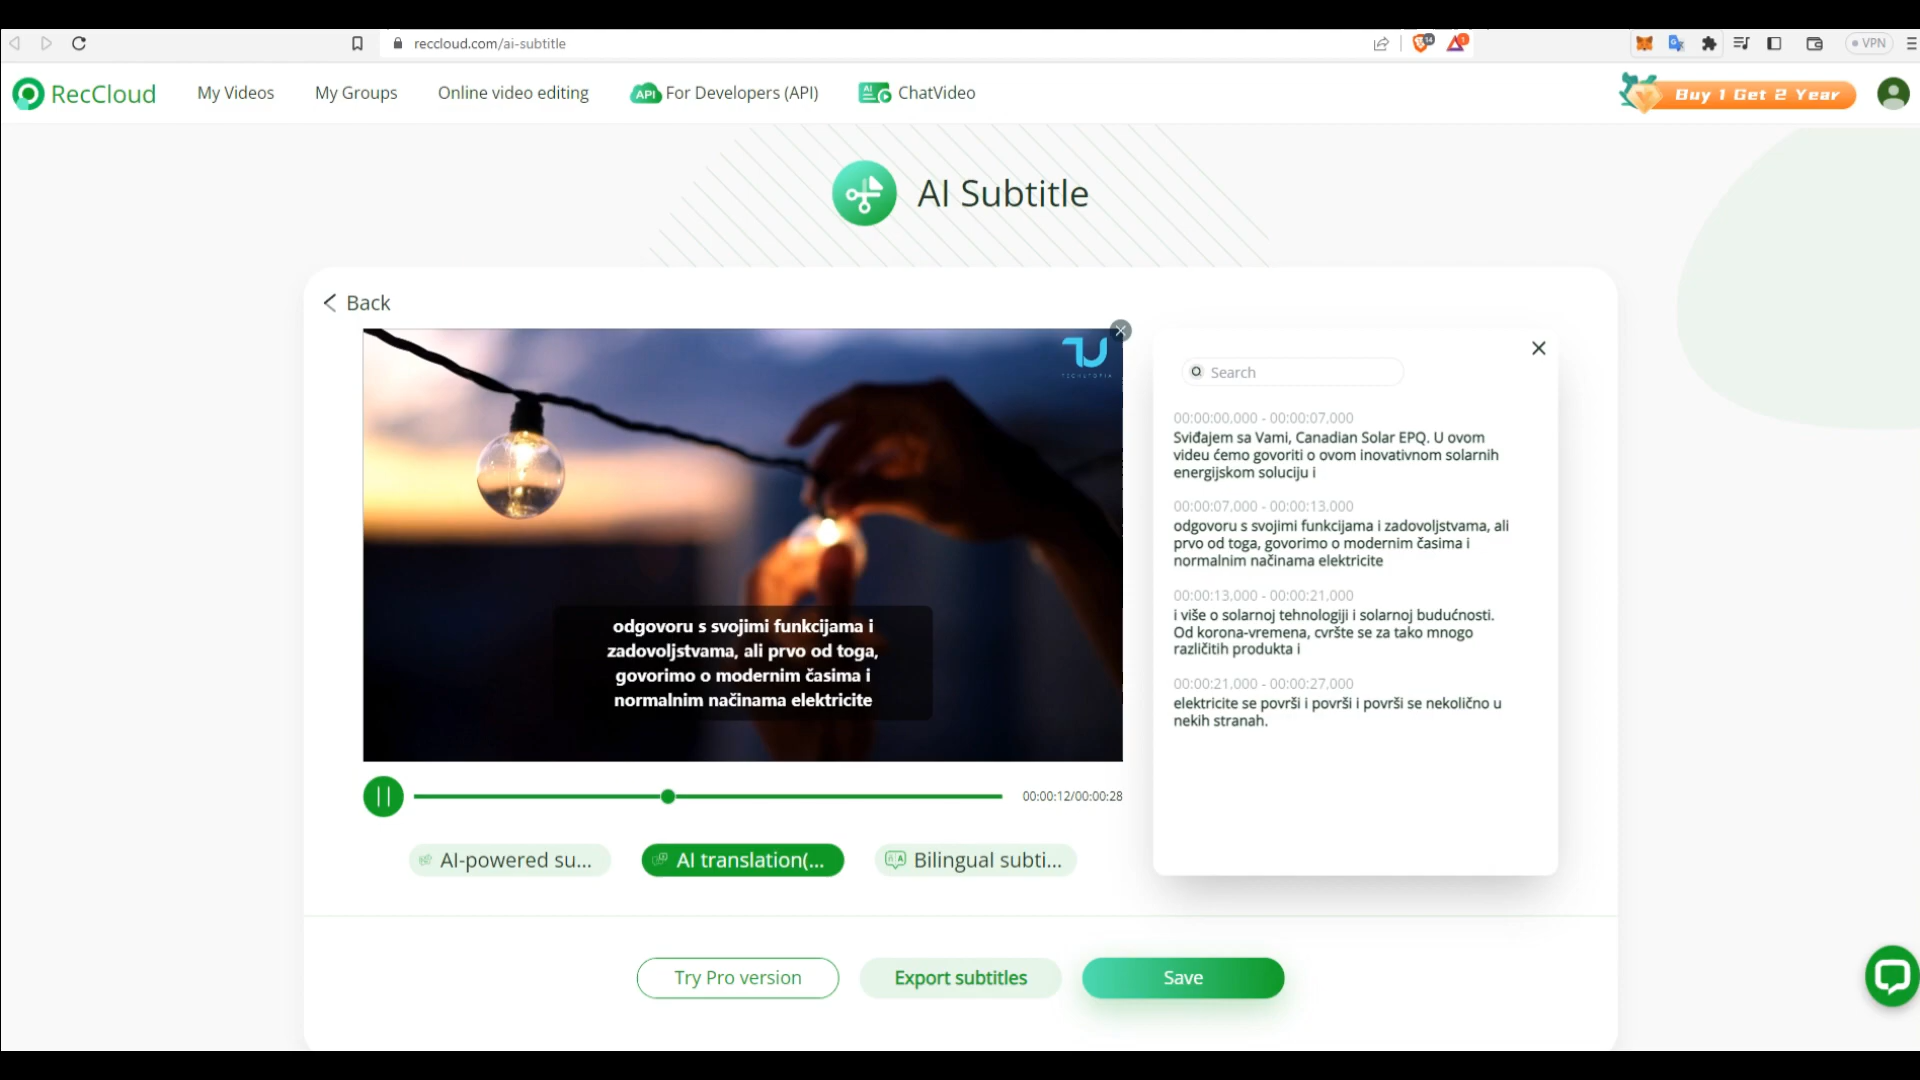 reccloud.com/ai-subtitle
14
1
VPN
RecCloud
My Videos
My Groups
Online video editing
API
For Developers (API)
AI
ChatVideo
Buy 1 Get 2 Year
AI Subtitle
Back
TU
TECHUTOPIA
odgovoru s svojimi funkcijama i
zadovoljstvama, ali prvo od toga,
govorimo o modernim časima i
normalnim načinama elektricite
00:00:12/00:00:28
AI-powered su...
AI translation(...
Bilingual subti...
Search
00:00:00,000 - 00:00:07,000
Sviđajem sa Vami, Canadian Solar EPQ. U ovom
videu ćemo govoriti o ovom inovativnom solarnih
energijskom soluciju i
00:00:07,000 - 00:00:13,000
odgovoru s svojimi funkcijama i zadovoljstvama, ali
prvo od toga, govorimo o modernim časima i
normalnim načinama elektricite
00:00:13,000 - 00:00:21,000
i više o solarnoj tehnologiji i solarnoj budućnosti.
Od korona-vremena, cvršte se za tako mnogo
različitih produkta i
00:00:21,000 - 00:00:27,000
elektricite se površi i površi i površi se nekolično u
nekih stranah.
Try Pro version
Export subtitles
Save